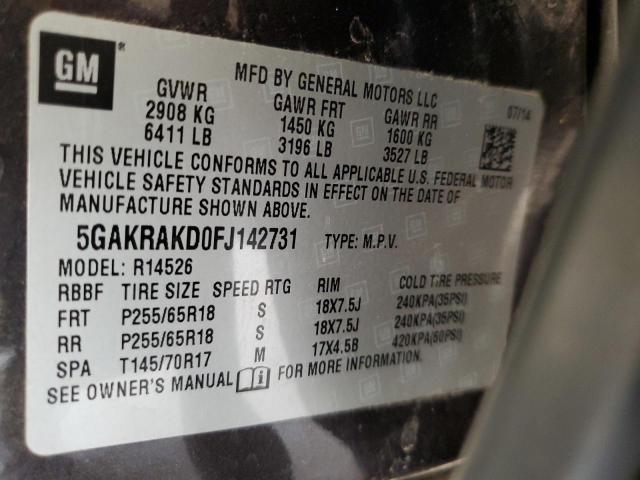 GM
MFD BY GENERAL MOTORS LLC
07/14
GVWR GAWR FRT GAWR RR
2908 KG 1450 KG 1600 KG
6411 LB 3196 LB 3527 LB
THIS VEHICLE CONFORMS TO ALL APPLICABLE U.S. FEDERAL MOTOR
VEHICLE SAFETY STANDARDS IN EFFECT ON THE DATE OF
MANUFACTURE SHOWN ABOVE.
5GAKRAKD0FJ142731 TYPE: M.P.V.
MODEL: R14526
RBBF TIRE SIZE SPEED RTG RIM COLD TIRE PRESSURE
FRT P255/65R18 S 18X7.5J 240KPA(35PSI)
RR P255/65R18 S 18X7.5J 240KPA(35PSI)
SPA T145/70R17 M 17X4.5B 420KPA(60PSI)
SEE OWNER'S MANUAL i FOR MORE INFORMATION.